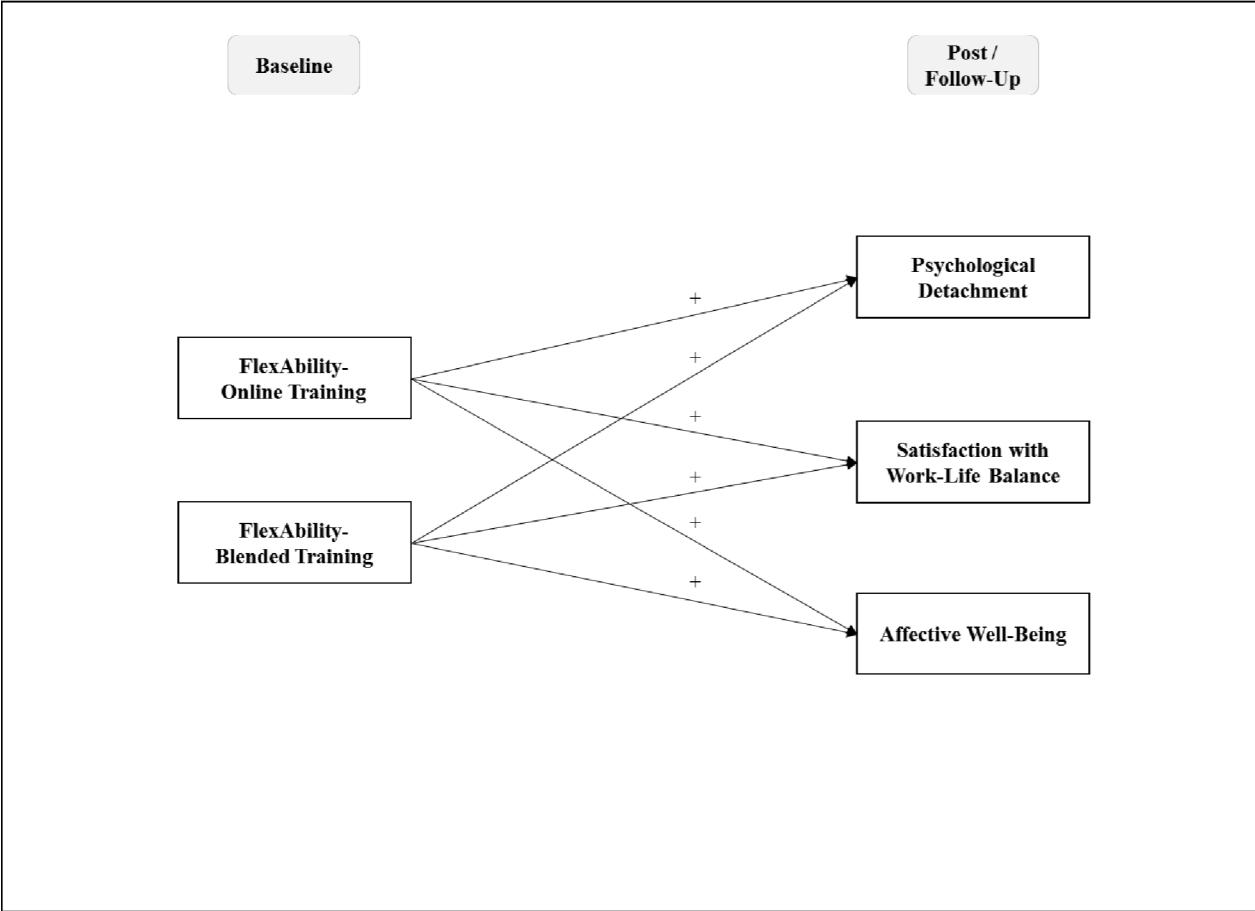 Baseline
Post /
Follow-Up
Psychological
Detachment
+
+
FlexAbility-
Online Training
+
Satisfaction with
Work-Life Balance
+
+
FlexAbility-
Blended Training
+
Affective Well-Being